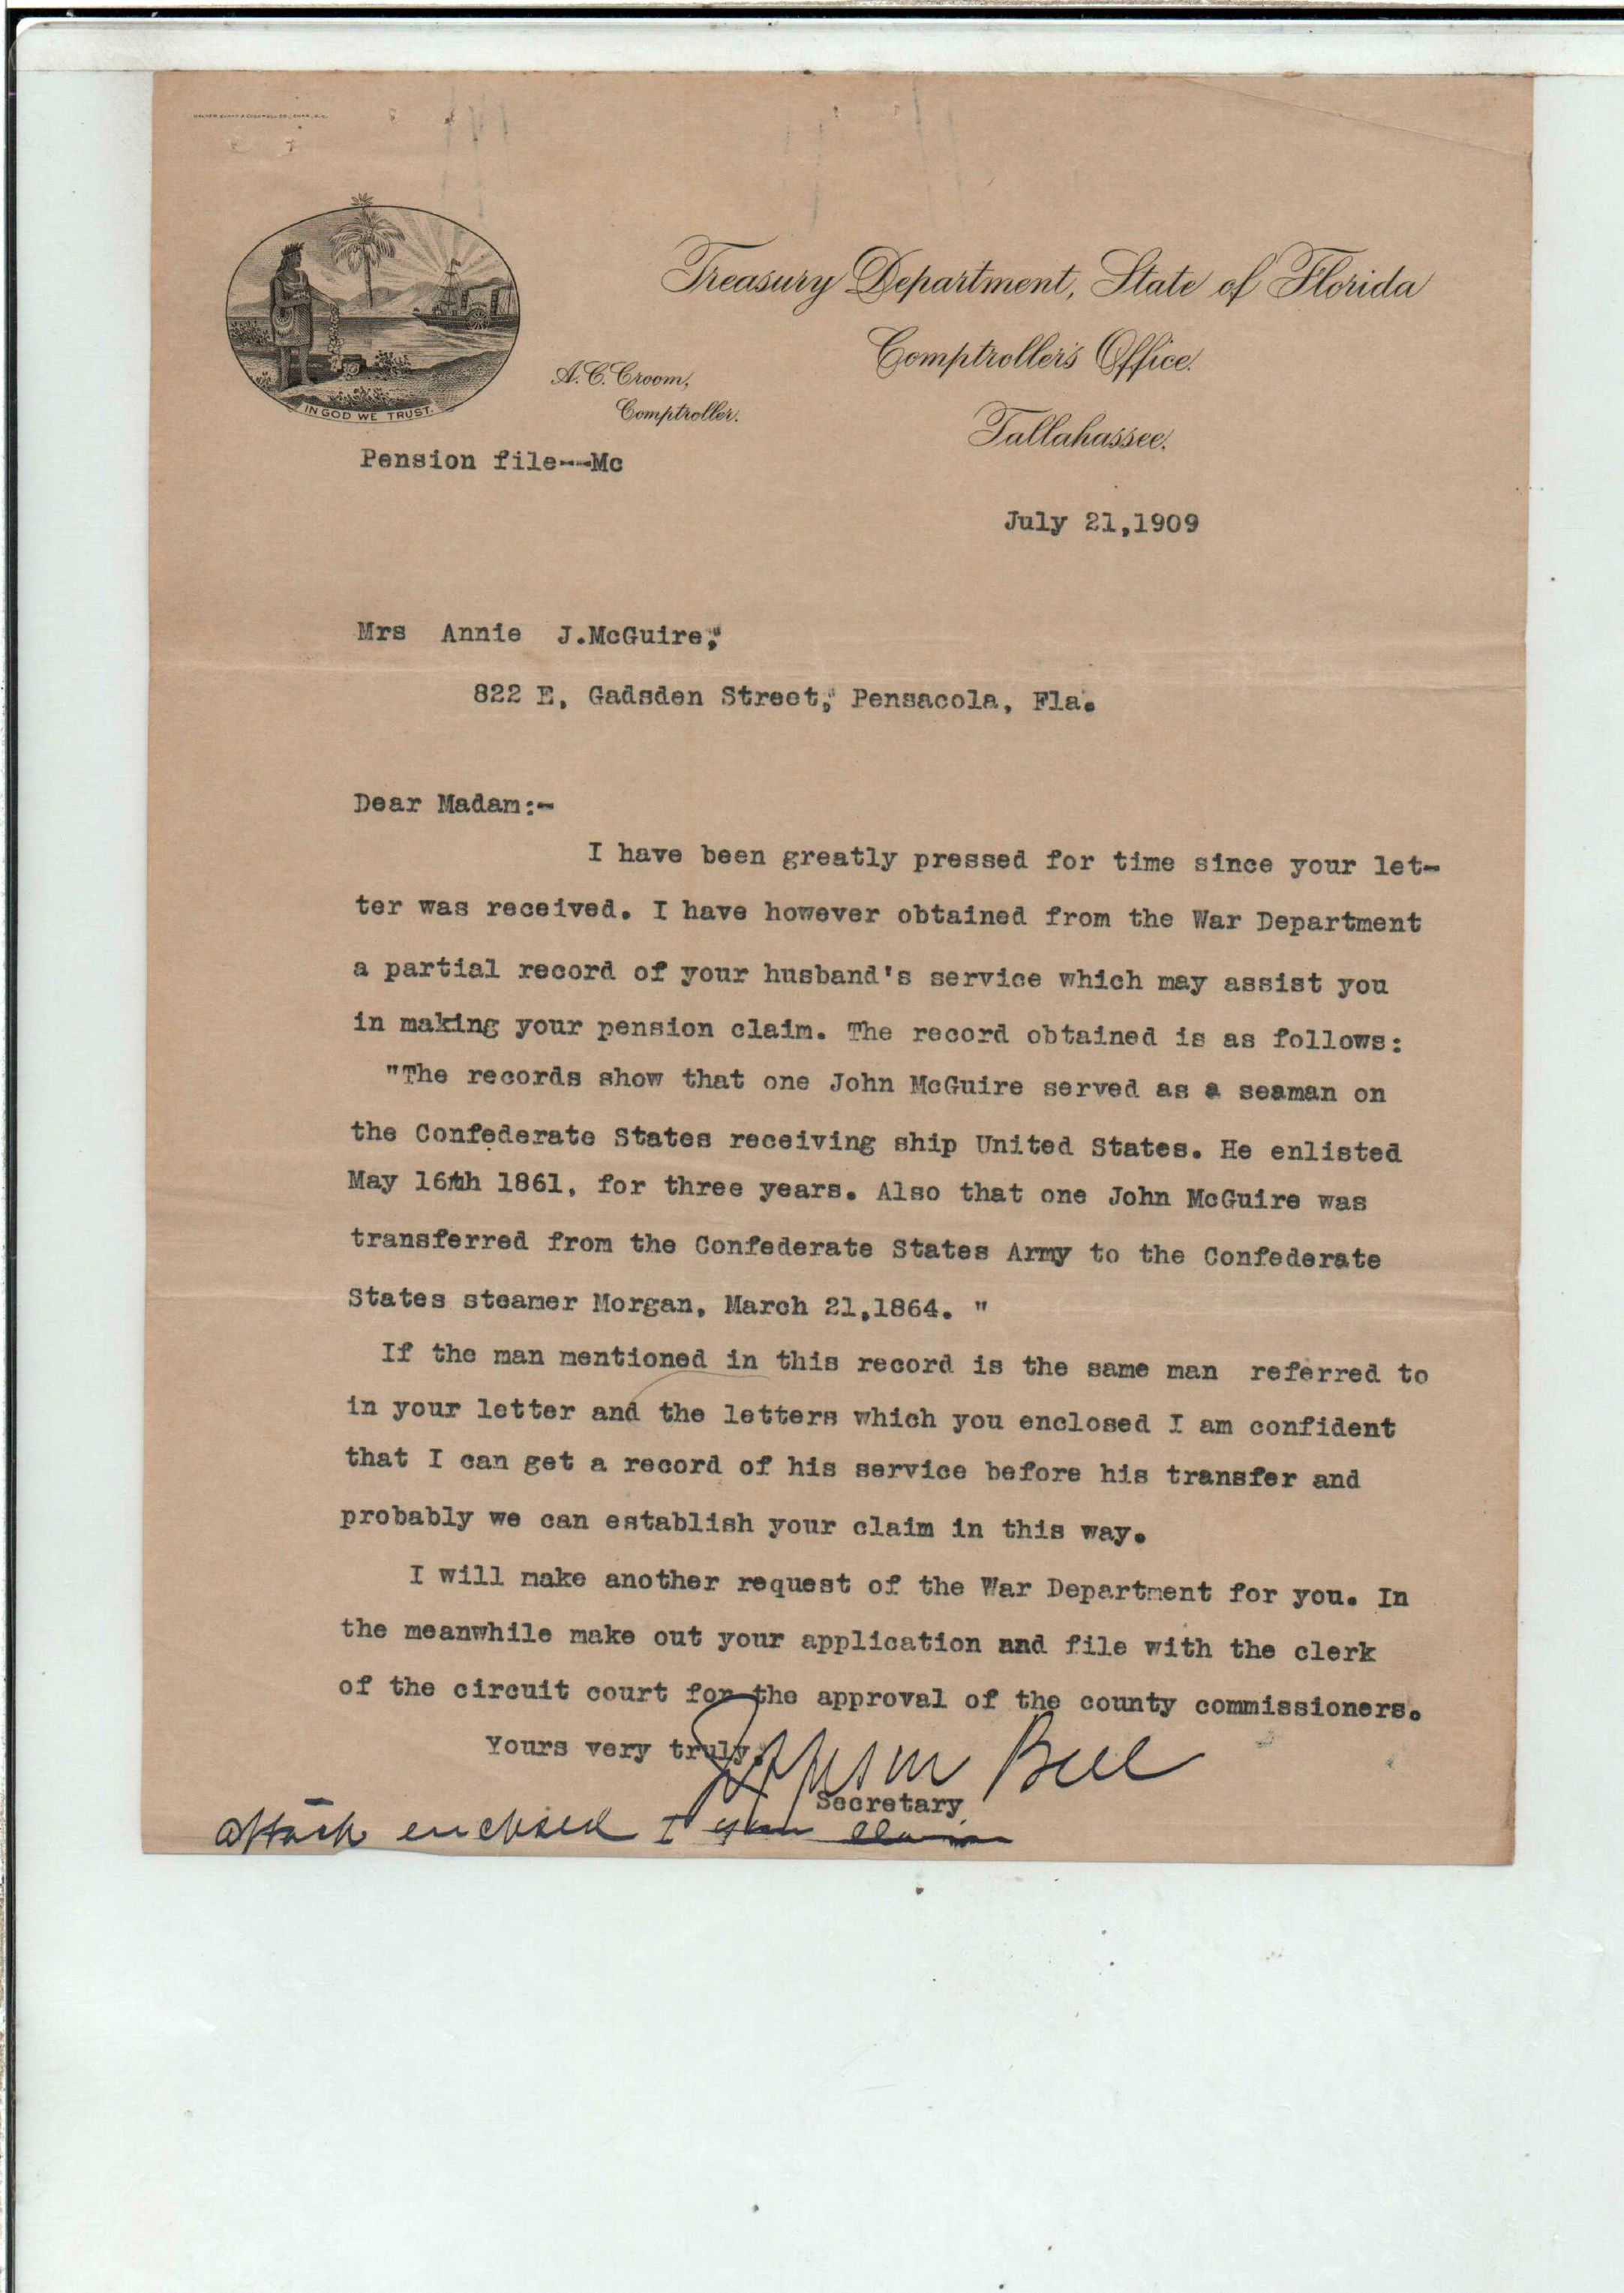 IN GOD WE TRUST.
Treasury Department, State of Florida
Comptroller's Office.
A. C. Croom,
Comptroller.
Tallahassee.
Pension file--Mc
July 21,1909
Mrs Annie J.McGuire,
822 E, Gadsden Street, Pensacola, Fla.
Dear Madam:-
I have been greatly pressed for time since your let-
ter was received. I have however obtained from the War Department
a partial record of your husband's service which may assist you
in making your pension claim. The record obtained is as follows:
"The records show that one John McGuire served as a seaman on
the Confederate States receiving ship United States. He enlisted
May 16th 1861, for three years. Also that one John McGuire was
transferred from the Confederate States Army to the Confederate
States steamer Morgan, March 21,1864. "
If the man mentioned in this record is the same man referred to
in your letter and the letters which you enclosed I am confident
that I can get a record of his service before his transfer and
probably we can establish your claim in this way.
I will make another request of the War Department for you. In
the meanwhile make out your application and file with the clerk
of the circuit court for the approval of the county commissioners.
Yours very truly,
Jefferson Bell
Secretary
attach enclosed